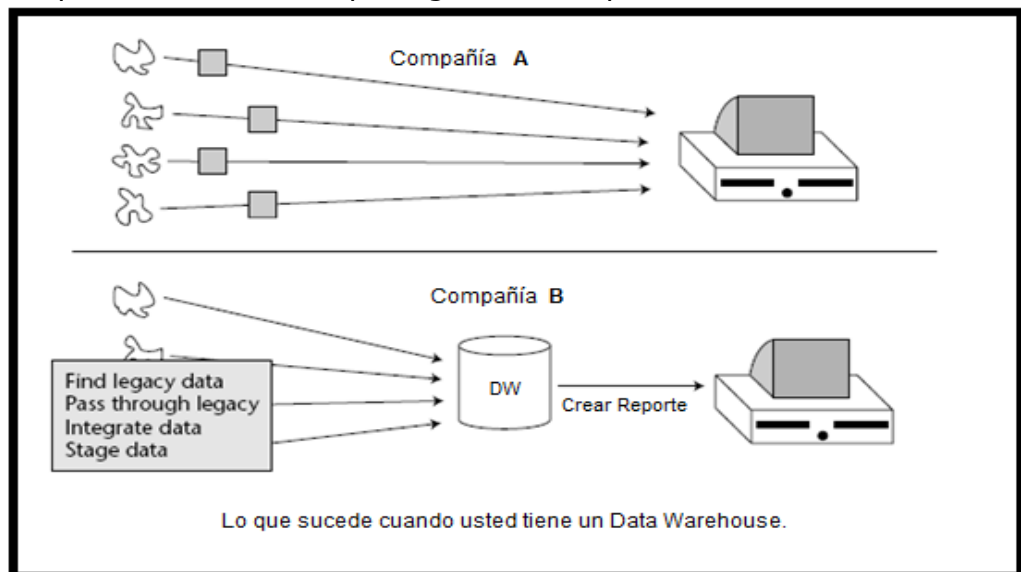 Compañía A
Compañía B
Find legacy data
Pass through legacy
Integrate data
Stage data
DW
Crear Reporte
Lo que sucede cuando usted tiene un Data Warehouse.